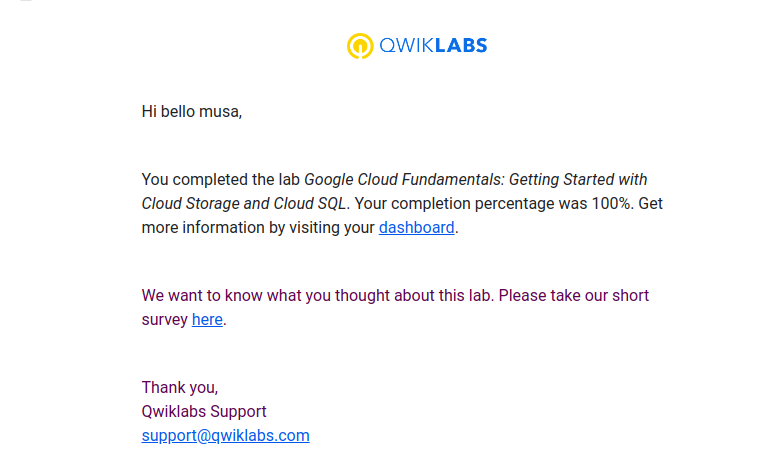 QWIKLABS
Hi bello musa,
You completed the lab Google Cloud Fundamentals: Getting Started with
Cloud Storage and Cloud SQL. Your completion percentage was 100%. Get
more information by visiting your dashboard.
We want to know what you thought about this lab. Please take our short
survey here.
Thank you,
Qwiklabs Support
support@qwiklabs.com